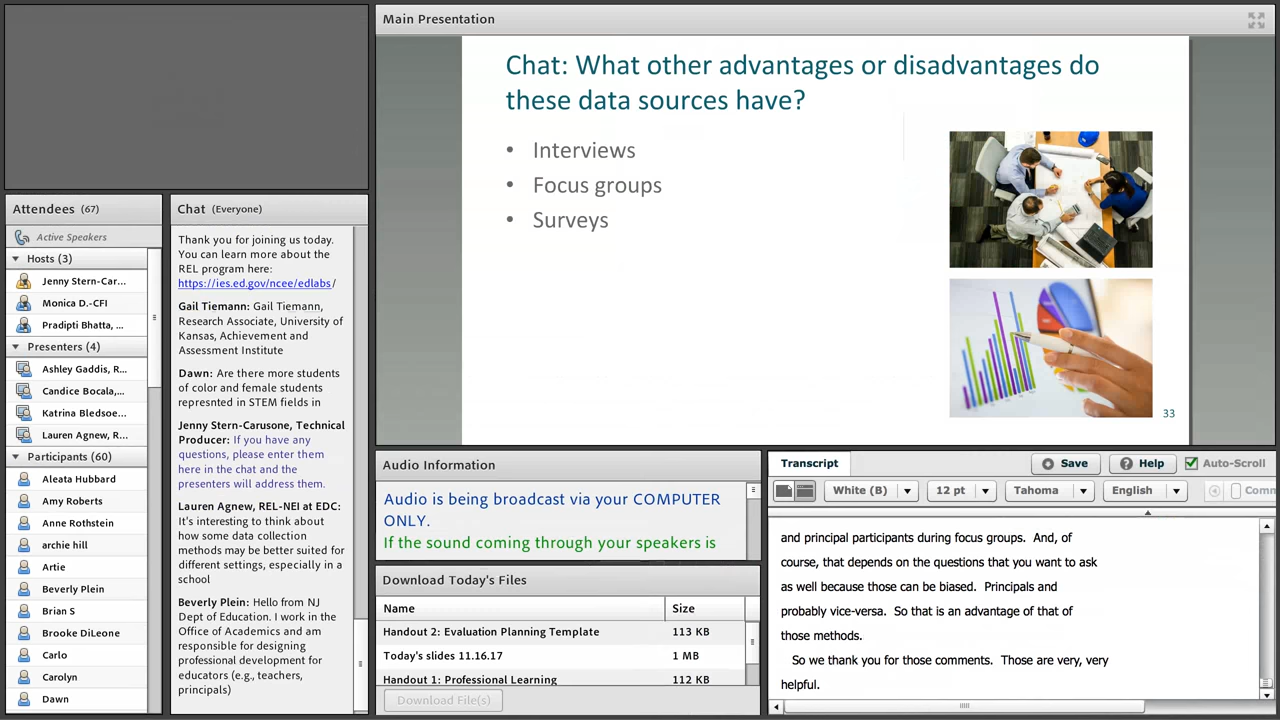 Main Presentation
Chat: What other advantages or disadvantages do
these data sources have?
• Interviews
• Focus groups
• Surveys
33
Attendees (67)
Active Speakers
Hosts (3)
Jenny Stern-Car...
Monica D.-CFI
Pradipti Bhatta, ...
Presenters (4)
Ashley Gaddis, R...
Candice Bocala,...
Katrina Bledsoe...
Lauren Agnew, R...
Participants (60)
Aleata Hubbard
Amy Roberts
Anne Rothstein
archie hill
Artie
Beverly Plein
Brian S
Brooke DiLeone
Carlo
Carolyn
Dawn
Chat (Everyone)
Thank you for joining us today.
You can learn more about the
REL program here:
https://ies.ed.gov/ncee/edlabs/
Gail Tiemann: Gail Tiemann,
Research Associate, University of
Kansas, Achievement and
Assessment Institute
Dawn: Are there more students
of color and female students
represnted in STEM fields in
Jenny Stern-Carusone, Technical
Producer: If you have any
questions, please enter them
here in the chat and the
presenters will address them.
Lauren Agnew, REL-NEI at EDC:
It's interesting to think about
how some data collection
methods may be better suited for
different settings, especially in a
school
Beverly Plein: Hello from NJ
Dept of Education. I work in the
Office of Academics and am
responsible for designing
professional development for
educators (e.g., teachers,
principals)
Audio Information
Audio is being broadcast via your COMPUTER
ONLY.
If the sound coming through your speakers is
Download Today's Files
Name Size
Handout 2: Evaluation Planning Template 113 KB
Today's slides 11.16.17 1 MB
Handout 1: Professional Learning 112 KB
Download File(s)
Transcript Save Help Auto-Scroll
White (B) 12 pt Tahoma English Comm
and principal participants during focus groups. And, of
course, that depends on the questions that you want to ask
as well because those can be biased. Principals and
probably vice-versa. So that is an advantage of that of
those methods.
So we thank you for those comments. Those are very, very
helpful.